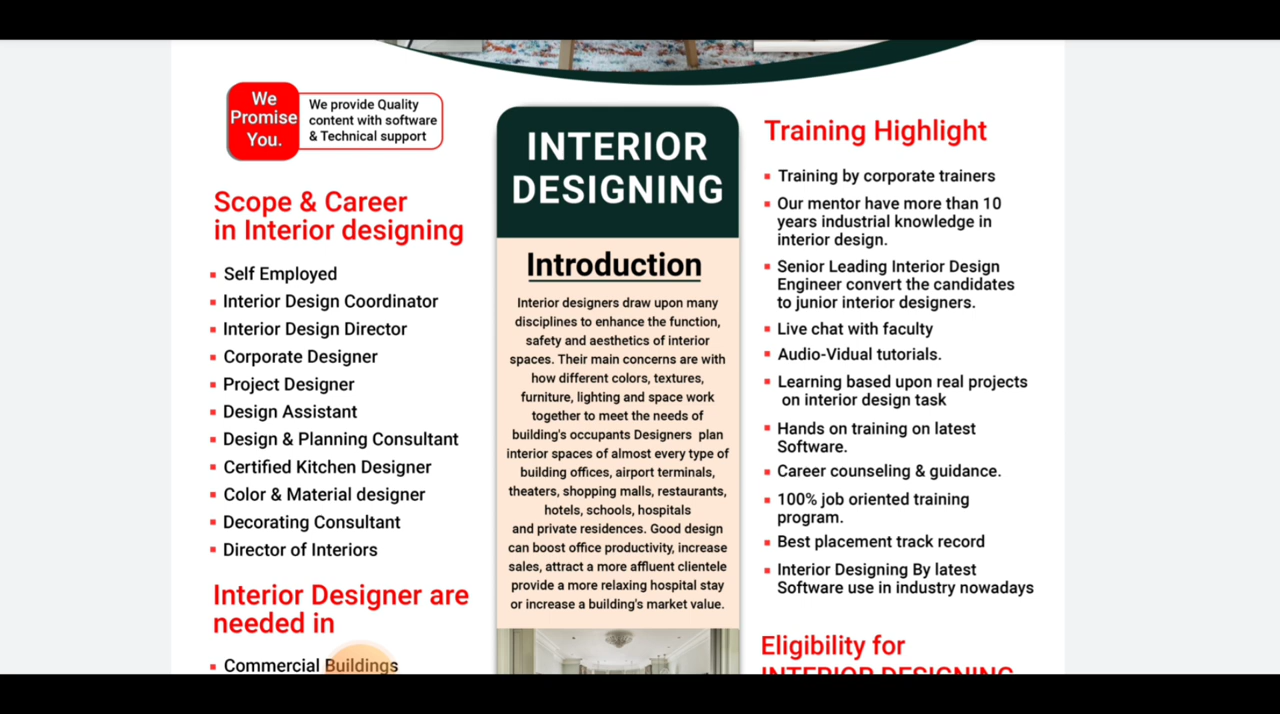 We
Promise
You.
We provide Quality
content with software
& Technical support
Scope & Career
in Interior designing
Self Employed
Interior Design Coordinator
Interior Design Director
Corporate Designer
Project Designer
Design Assistant
Design & Planning Consultant
Certified Kitchen Designer
Color & Material designer
Decorating Consultant
Director of Interiors
Interior Designer are
needed in
Commercial Buildings
INTERIOR
DESIGNING
Introduction
Interior designers draw upon many
disciplines to enhance the function,
safety and aesthetics of interior
spaces. Their main concerns are with
how different colors, textures,
furniture, lighting and space work
together to meet the needs of
building's occupants Designers plan
interior spaces of almost every type of
building offices, airport terminals,
theaters, shopping malls, restaurants,
hotels, schools, hospitals
and private residences. Good design
can boost office productivity, increase
sales, attract a more affluent clientele
provide a more relaxing hospital stay
or increase a building's market value.
Training Highlight
Training by corporate trainers
Our mentor have more than 10
years industrial knowledge in
interior design.
Senior Leading Interior Design
Engineer convert the candidates
to junior interior designers.
Live chat with faculty
Audio-Vidual tutorials.
Learning based upon real projects
on interior design task
Hands on training on latest
Software.
Career counseling & guidance.
100% job oriented training
program.
Best placement track record
Interior Designing By latest
Software use in industry nowadays
Eligibility for
INTERIOR DESIGNING